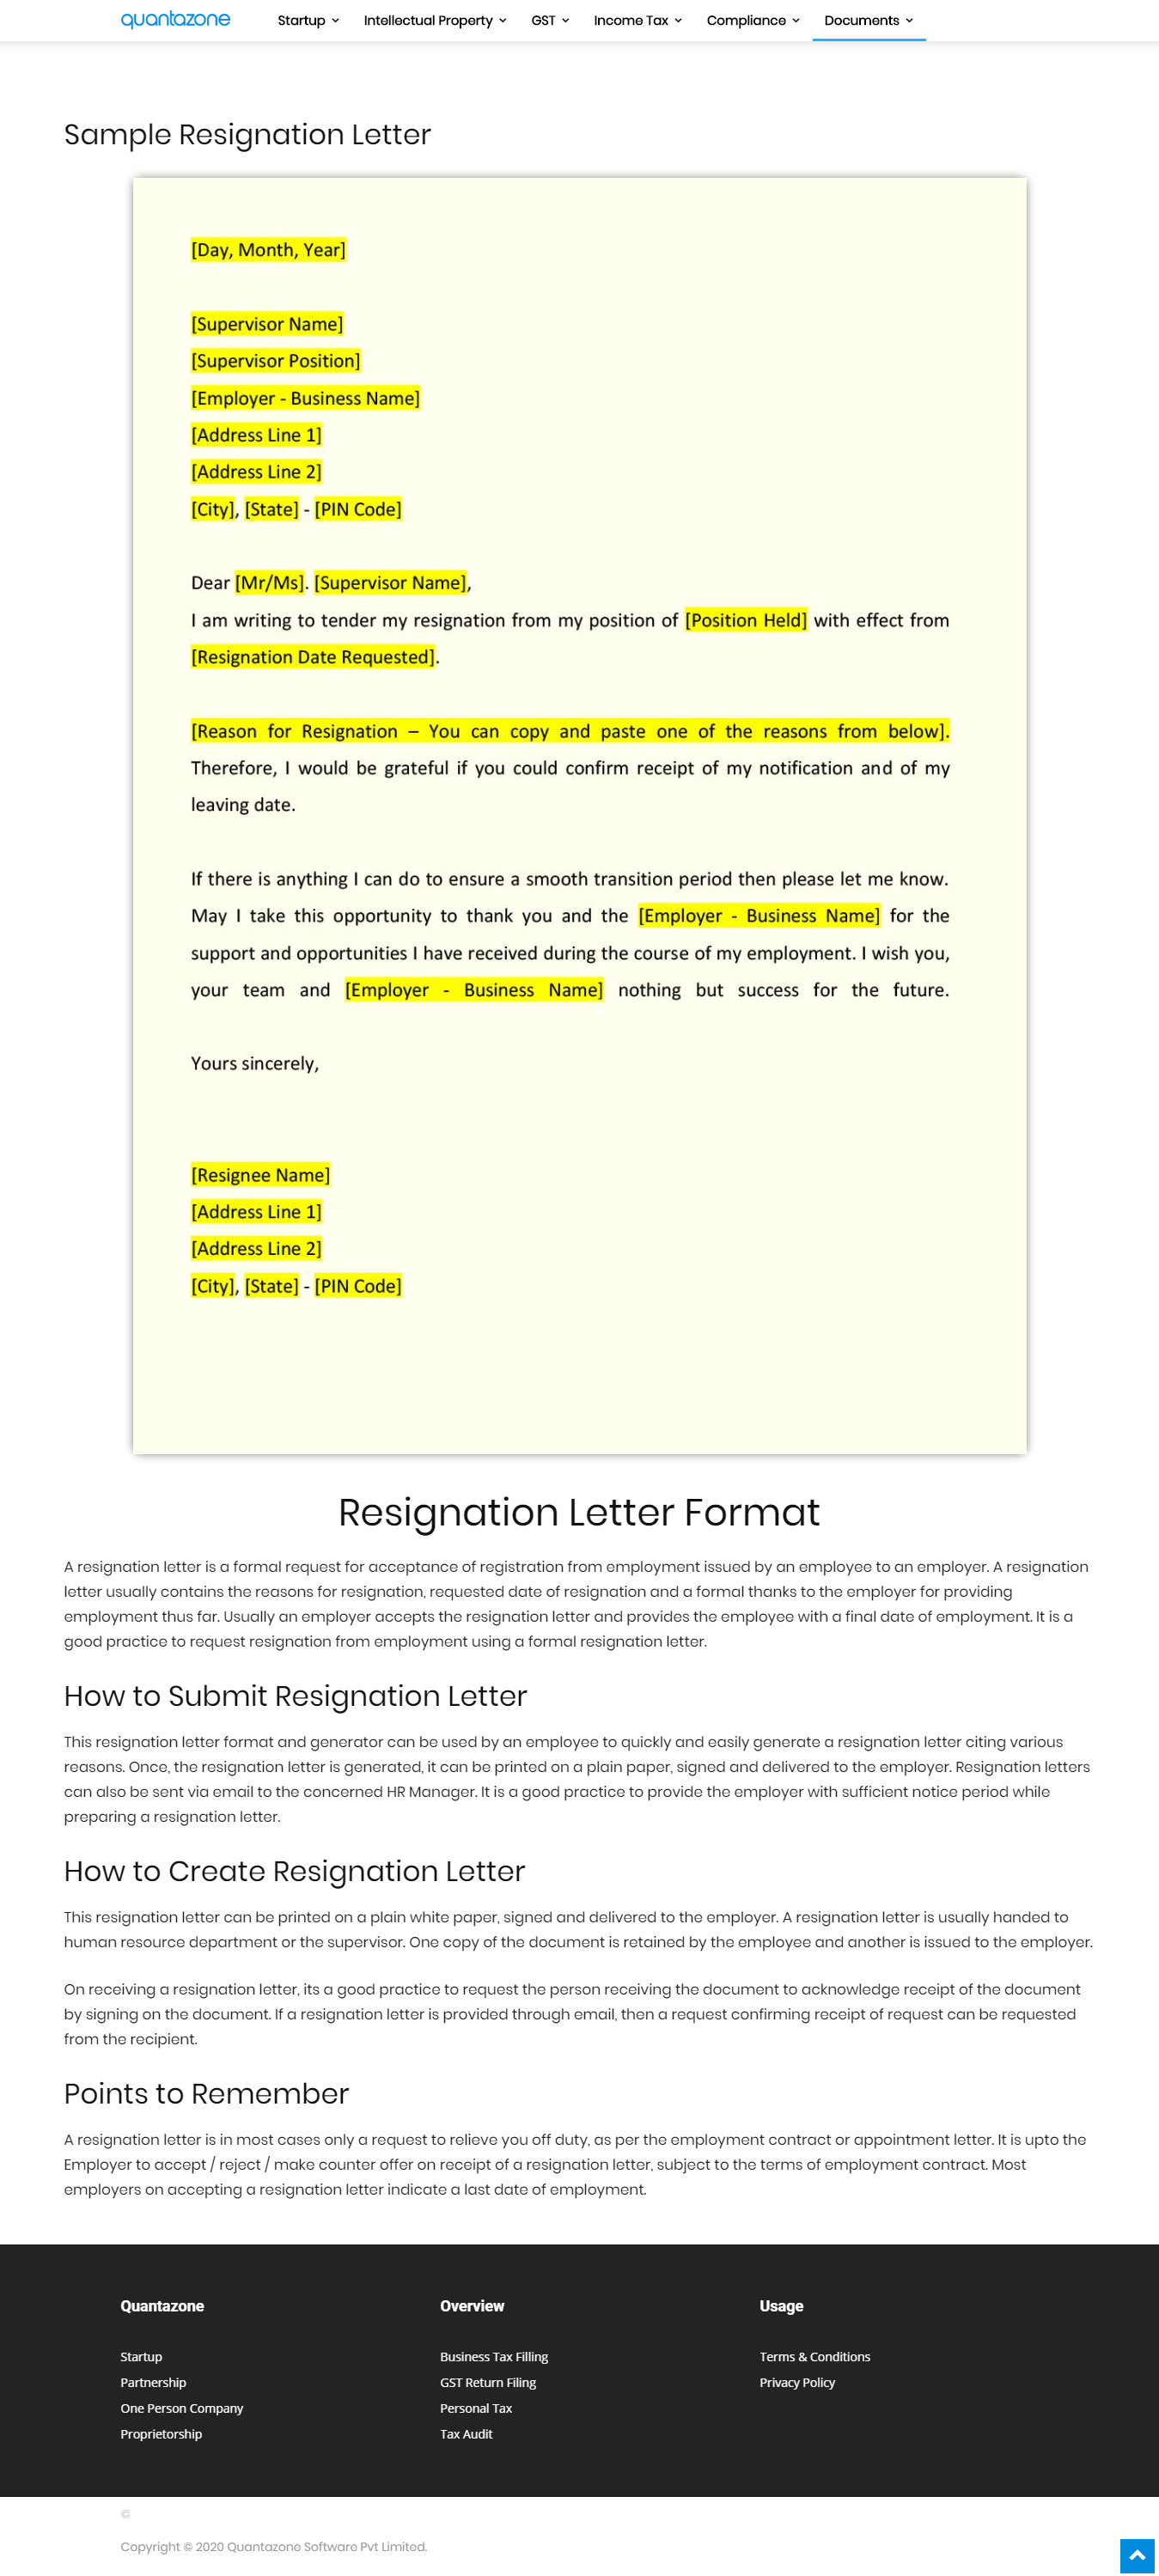 quantazone
Startup Intellectual Property GST Income Tax Compliance Documents
Sample Resignation Letter
[Day, Month, Year]
[Supervisor Name]
[Supervisor Position]
[Employer - Business Name]
[Address Line 1]
[Address Line 2]
[City], [State] - [PIN Code]
Dear [Mr/Ms]. [Supervisor Name],
I am writing to tender my resignation from my position of [Position Held] with effect from
[Resignation Date Requested].
[Reason for Resignation – You can copy and paste one of the reasons from below].
Therefore, I would be grateful if you could confirm receipt of my notification and of my
leaving date.
If there is anything I can do to ensure a smooth transition period then please let me know.
May I take this opportunity to thank you and the [Employer - Business Name] for the
support and opportunities I have received during the course of my employment. I wish you,
your team and [Employer - Business Name] nothing but success for the future.
Yours sincerely,
[Resignee Name]
[Address Line 1]
[Address Line 2]
[City], [State] - [PIN Code]
Resignation Letter Format
A resignation letter is a formal request for acceptance of registration from employment issued by an employee to an employer. A resignation
letter usually contains the reasons for resignation, requested date of resignation and a formal thanks to the employer for providing
employment thus far. Usually an employer accepts the resignation letter and provides the employee with a final date of employment. It is a
good practice to request resignation from employment using a formal resignation letter.
How to Submit Resignation Letter
This resignation letter format and generator can be used by an employee to quickly and easily generate a resignation letter citing various
reasons. Once, the resignation letter is generated, it can be printed on a plain paper, signed and delivered to the employer. Resignation letters
can also be sent via email to the concerned HR Manager. It is a good practice to provide the employer with sufficient notice period while
preparing a resignation letter.
How to Create Resignation Letter
This resignation letter can be printed on a plain white paper, signed and delivered to the employer. A resignation letter is usually handed to
human resource department or the supervisor. One copy of the document is retained by the employee and another is issued to the employer.
On receiving a resignation letter, its a good practice to request the person receiving the document to acknowledge receipt of the document
by signing on the document. If a resignation letter is provided through email, then a request confirming receipt of request can be requested
from the recipient.
Points to Remember
A resignation letter is in most cases only a request to relieve you off duty, as per the employment contract or appointment letter. It is upto the
Employer to accept / reject / make counter offer on receipt of a resignation letter, subject to the terms of employment contract. Most
employers on accepting a resignation letter indicate a last date of employment.
Quantazone
Startup
Partnership
One Person Company
Proprietorship
Overview
Business Tax Filling
GST Return Filing
Personal Tax
Tax Audit
Usage
Terms & Conditions
Privacy Policy
©
Copyright © 2020 Quantazone Software Pvt Limited.